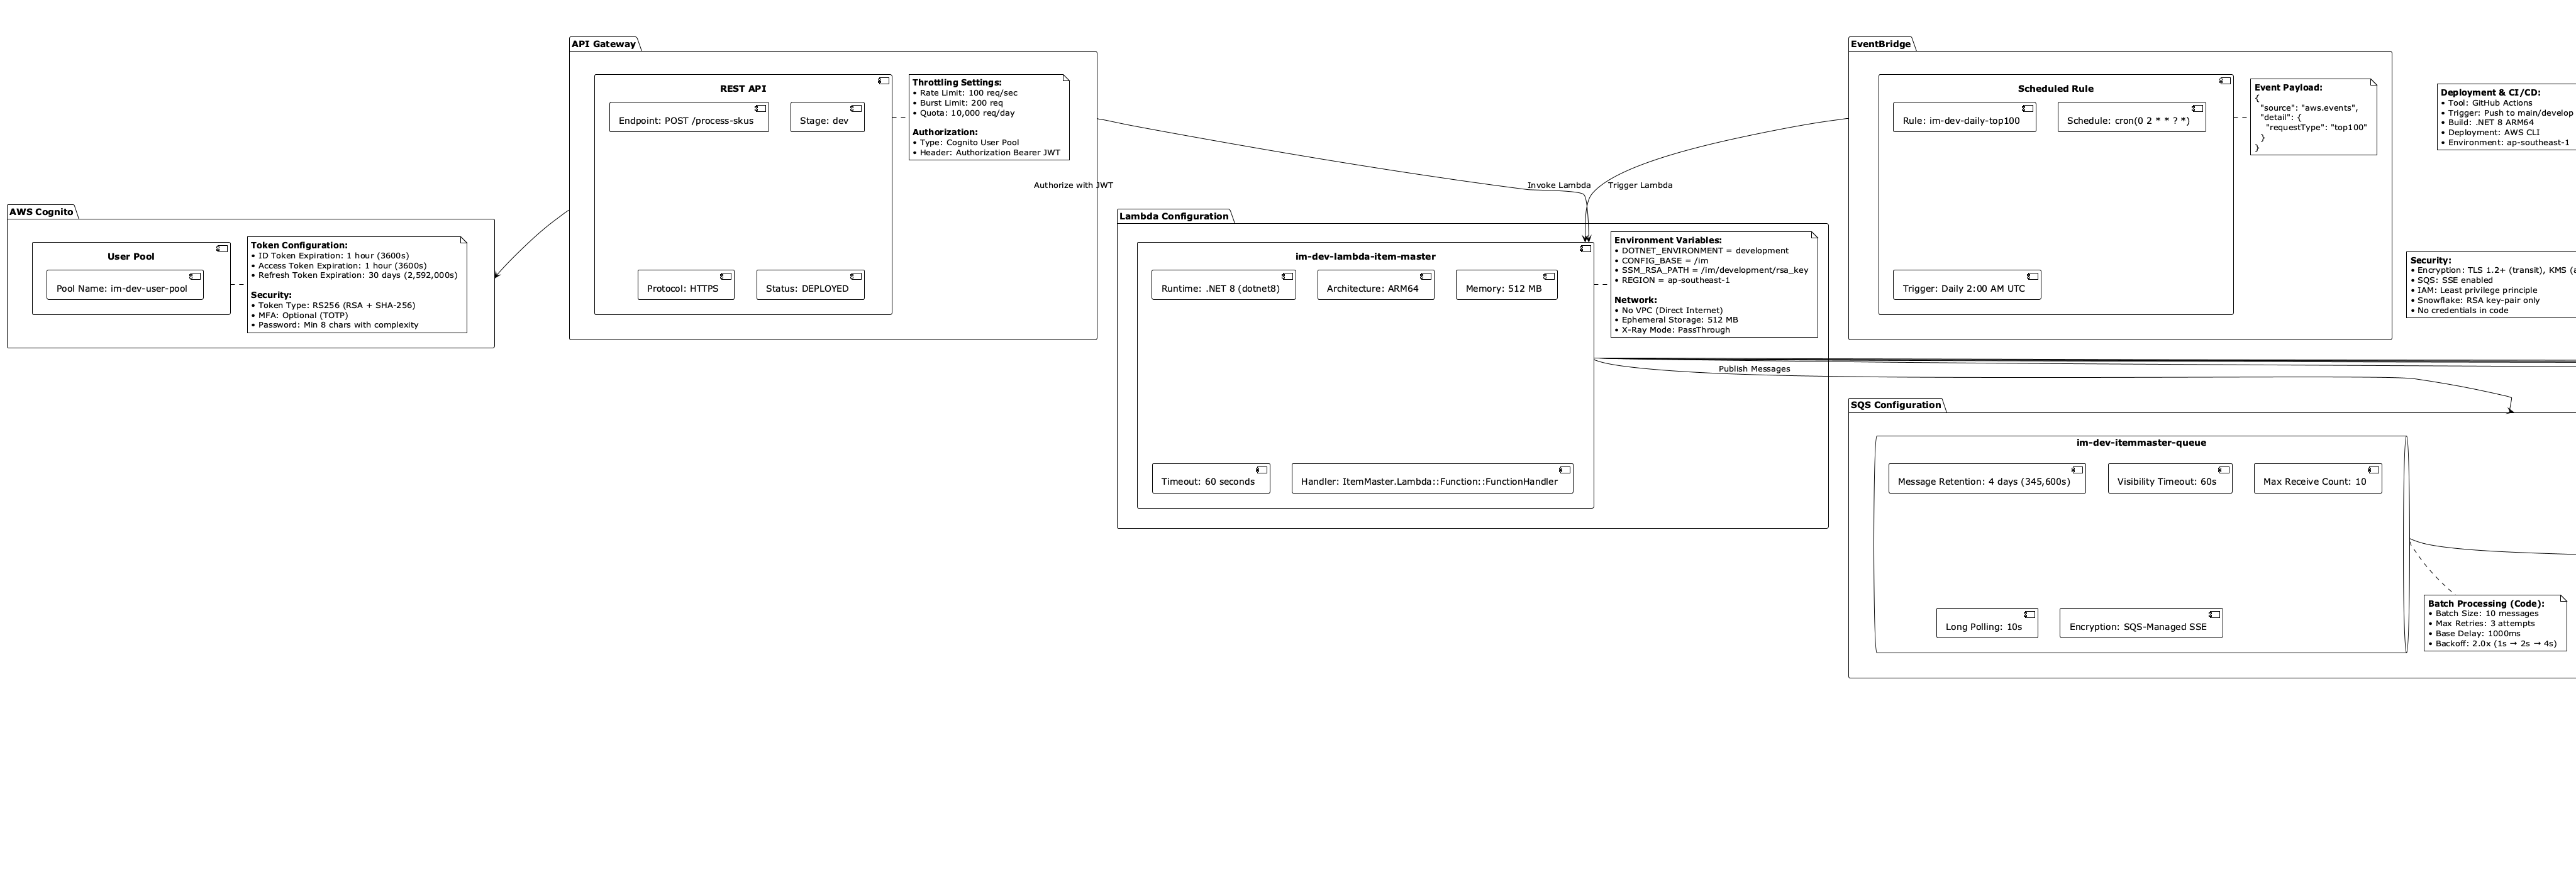 API Gateway
REST API
Endpoint: POST /process-skus
Stage: dev
Protocol: HTTPS
Status: DEPLOYED
Throttling Settings:
• Rate Limit: 100 req/sec
• Burst Limit: 200 req
• Quota: 10,000 req/day
Authorization:
• Type: Cognito User Pool
• Header: Authorization Bearer JWT
EventBridge
Scheduled Rule
Rule: im-dev-daily-top100
Schedule: cron(0 2 * * ? *)
Trigger: Daily 2:00 AM UTC
Event Payload:
{
"source": "aws.events",
"detail": {
"requestType": "top100"
}
}
Deployment & CI/CD:
• Tool: GitHub Actions
• Trigger: Push to main/develop
• Build: .NET 8 ARM64
• Deployment: AWS CLI
• Environment: ap-southeast-1
Authorize with JWT
Invoke Lambda
Trigger Lambda
AWS Cognito
User Pool
Pool Name: im-dev-user-pool
Token Configuration:
• ID Token Expiration: 1 hour (3600s)
• Access Token Expiration: 1 hour (3600s)
• Refresh Token Expiration: 30 days (2,592,000s)
Security:
• Token Type: RS256 (RSA + SHA-256)
• MFA: Optional (TOTP)
• Password: Min 8 chars with complexity
Lambda Configuration
im-dev-lambda-item-master
Runtime: .NET 8 (dotnet8)
Architecture: ARM64
Memory: 512 MB
Timeout: 60 seconds
Handler: ItemMaster.Lambda::Function::FunctionHandler
Environment Variables:
• DOTNET_ENVIRONMENT = development
• CONFIG_BASE = /im
• SSM_RSA_PATH = /im/development/rsa_key
• REGION = ap-southeast-1
Network:
• No VPC (Direct Internet)
• Ephemeral Storage: 512 MB
• X-Ray Mode: PassThrough
Security:
• Encryption: TLS 1.2+ (transit), KMS (a
• SQS: SSE enabled
• IAM: Least privilege principle
• Snowflake: RSA key-pair only
• No credentials in code
Publish Messages
SQS Configuration
im-dev-itemmaster-queue
Message Retention: 4 days (345,600s)
Visibility Timeout: 60s
Max Receive Count: 10
Long Polling: 10s
Encryption: SQS-Managed SSE
Batch Processing (Code):
• Batch Size: 10 messages
• Max Retries: 3 attempts
• Base Delay: 1000ms
• Backoff: 2.0x (1s → 2s → 4s)